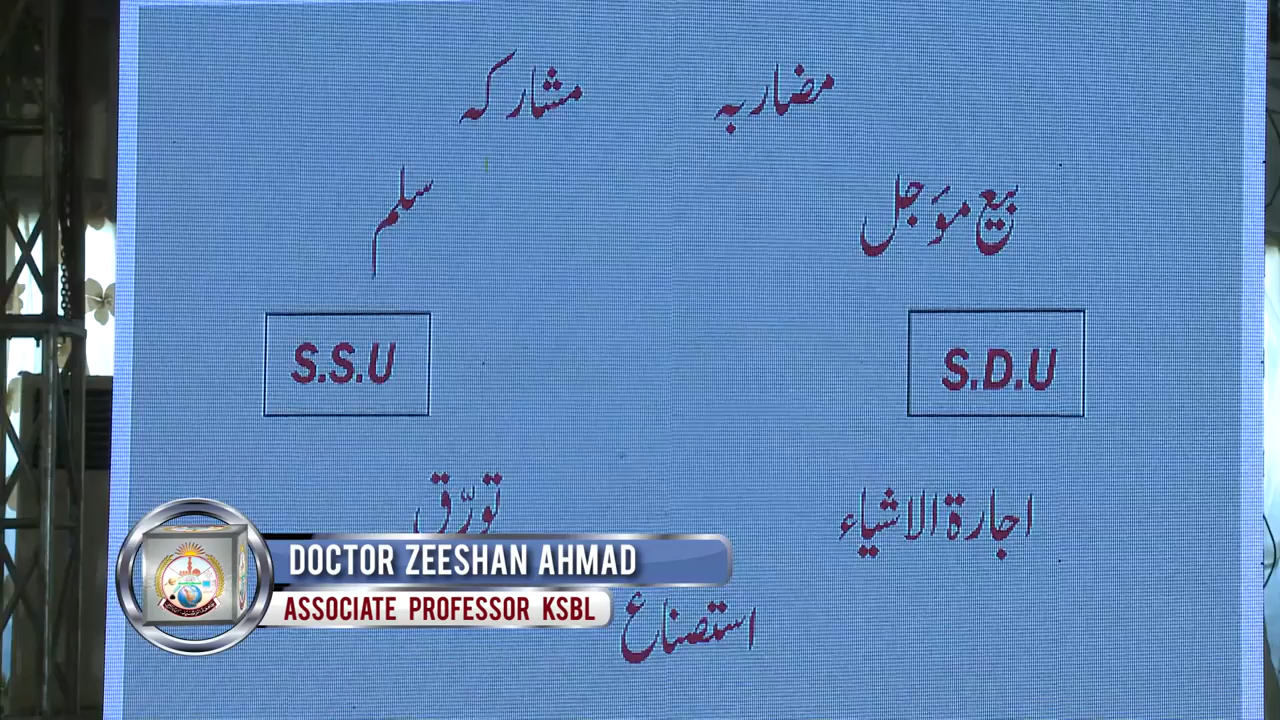 مضاربہ مشارکہ
بیع مؤجل سلم
S.D.U S.S.U
اجارۃ الاشیاء تورّق
DOCTOR ZEESHAN AHMAD
ASSOCIATE PROFESSOR KSBL
استصناع